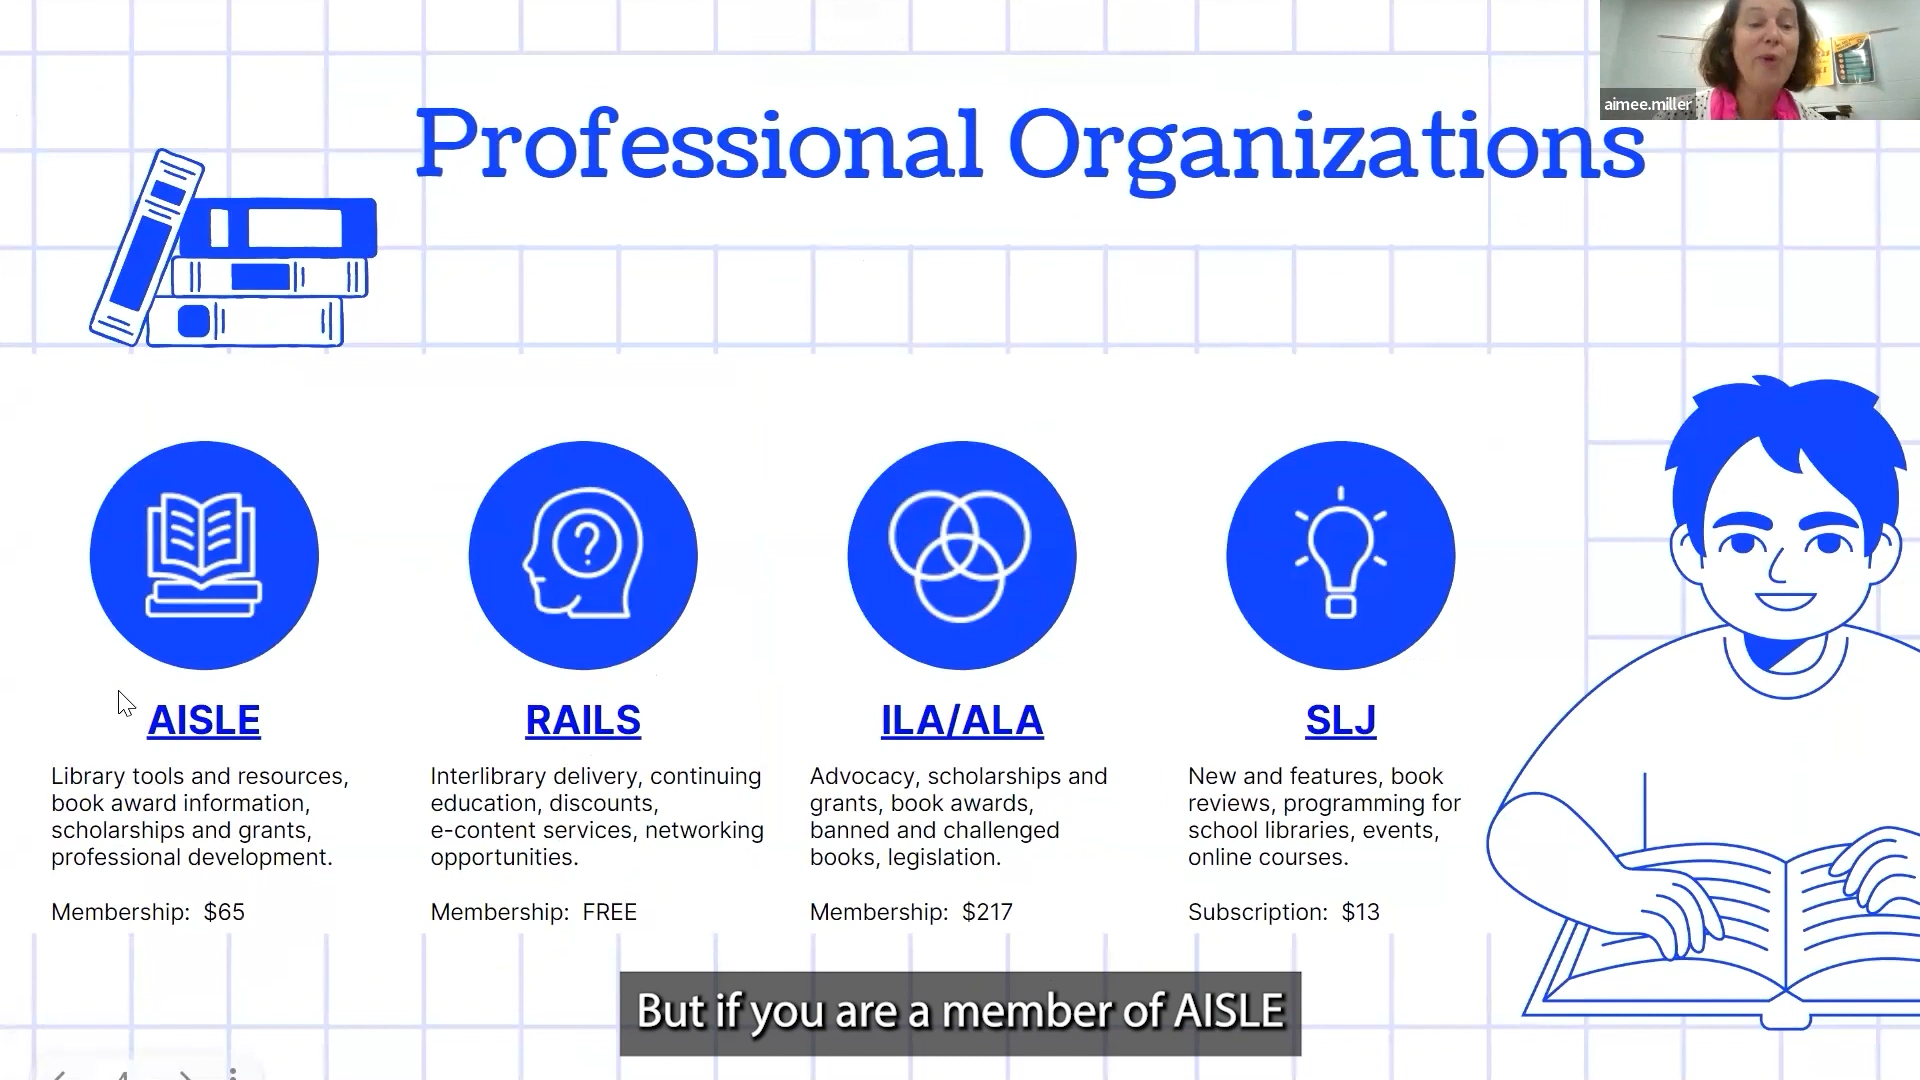 aimee.miller
Professional Organizations
?
AISLE
Library tools and resources,
book award information,
scholarships and grants,
professional development.
Membership: $65
RAILS
Interlibrary delivery, continuing
education, discounts,
e-content services, networking
opportunities.
Membership: FREE
ILA/ALA
Advocacy, scholarships and
grants, book awards,
banned and challenged
books, legislation.
Membership: $217
SLJ
New and features, book
reviews, programming for
school libraries, events,
online courses.
Subscription: $13
But if you are a member of AISLE
4